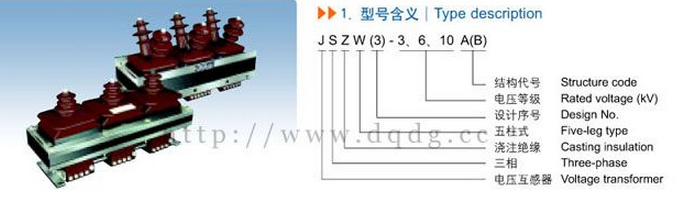 ▶▶ 1. 型号含义 | Type description
J S Z W (3) - 3、6、10 A(B)
结构代号 Structure code
电压等级 Rated voltage (kV)
设计序号 Design No.
五柱式 Five-leg type
浇注绝缘 Casting insulation
三相 Three-phase
电压互感器 Voltage transformer
http://www.dqdg.cc